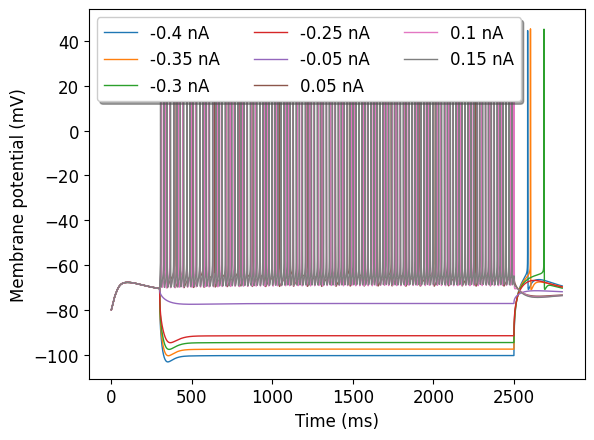 -0.4 nA -0.25 nA 0.1 nA
-0.35 nA -0.05 nA 0.15 nA
-0.3 nA 0.05 nA
40
20
0
−20
−40
−60
−80
−100
Membrane potential (mV)
0 500 1000 1500 2000 2500
Time (ms)